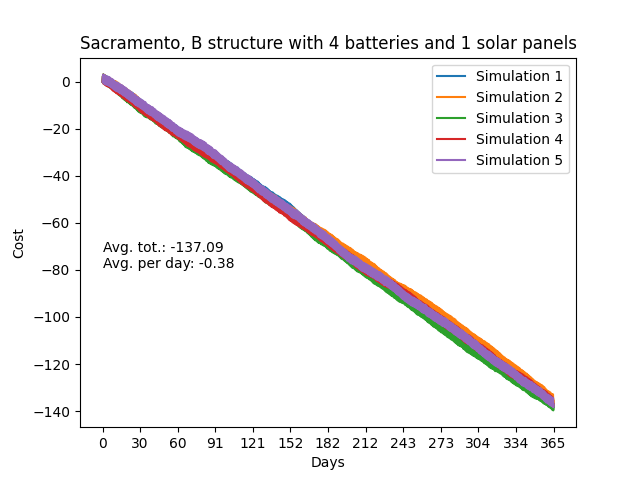 Sacramento, B structure with 4 batteries and 1 solar panels
Simulation 1
Simulation 2
Simulation 3
Simulation 4
Simulation 5
Avg. tot.: -137.09
Avg. per day: -0.38
Cost
0
−20
−40
−60
−80
−100
−120
−140
0 30 60 91 121 152 182 212 243 273 304 334 365
Days